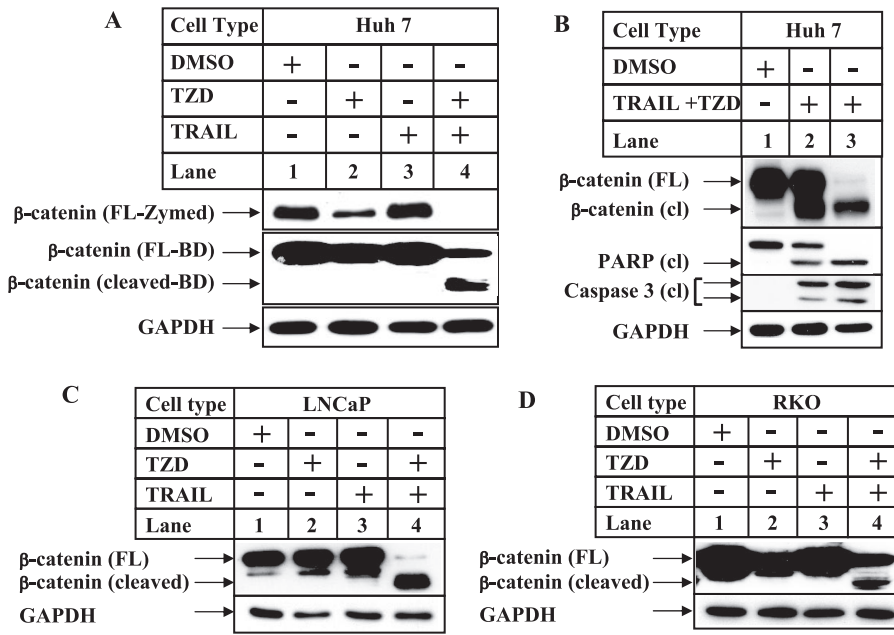 A
Cell Type Huh 7
DMSO + - - -
TZD - + - +
TRAIL - - + +
Lane 1 2 3 4
β-catenin (FL-Zymed)
β-catenin (FL-BD)
β-catenin (cleaved-BD)
GAPDH
B
Cell Type Huh 7
DMSO + - -
TRAIL +TZD - + +
Lane 1 2 3
β-catenin (FL)
β-catenin (cl)
PARP (cl)
Caspase 3 (cl)
GAPDH
C
Cell type LNCaP
DMSO + - - -
TZD - + - +
TRAIL - - + +
Lane 1 2 3 4
β-catenin (FL)
β-catenin (cleaved)
GAPDH
D
Cell type RKO
DMSO + - - -
TZD - + - +
TRAIL - - + +
Lane 1 2 3 4
β-catenin (FL)
β-catenin (cleaved)
GAPDH